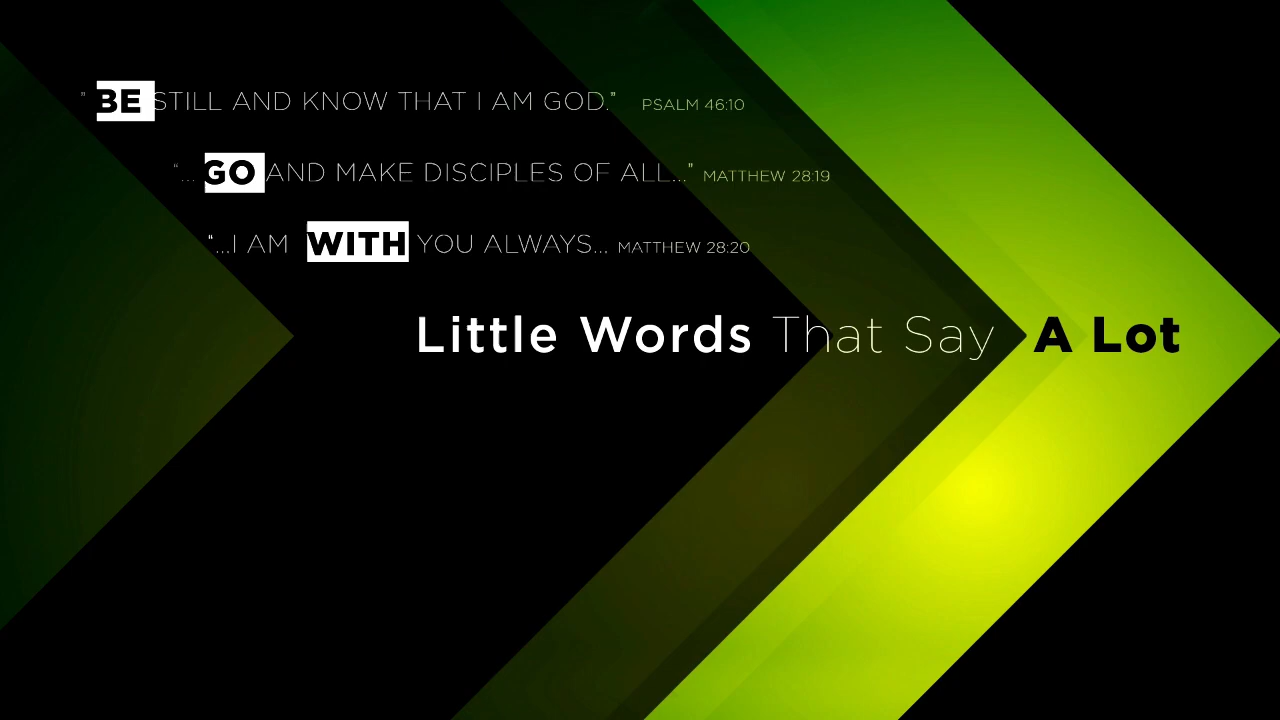 " BE STILL AND KNOW THAT I AM GOD." PSALM 46:10
"... GO AND MAKE DISCIPLES OF ALL..." MATTHEW 28:19
"...I AM WITH YOU ALWAYS... MATTHEW 28:20
Little Words That Say A Lot